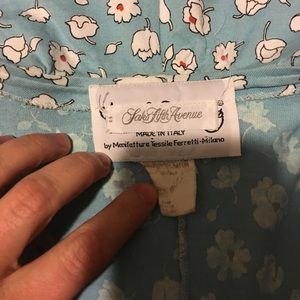 Saks Fifth Avenue
MADE IN ITALY
by Manifattura Tessile Ferretti-Milano